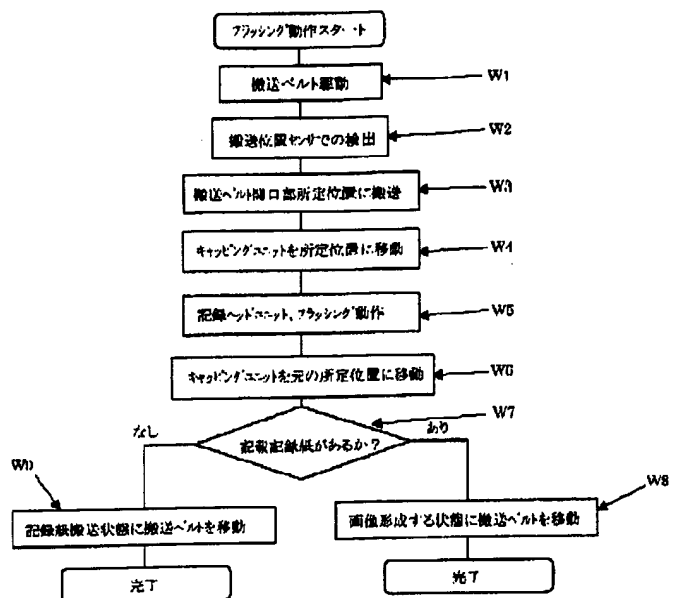 フラッシング動作スタート
搬送ベルト駆動
W1
搬送位置センサでの検出
W2
搬送ベルト開口部所定位置に搬送
W3
キャッピングユニットを所定位置に移動
W4
記録ヘッドユニット、フラッシング動作
W5
キャッピングユニットを元の所定位置に移動
W6
W7
なし
記載記録紙があるか?
あり
W9
W8
記録紙搬送状態に搬送ベルトを移動
画像形成する状態に搬送ベルトを移動
完了
完了